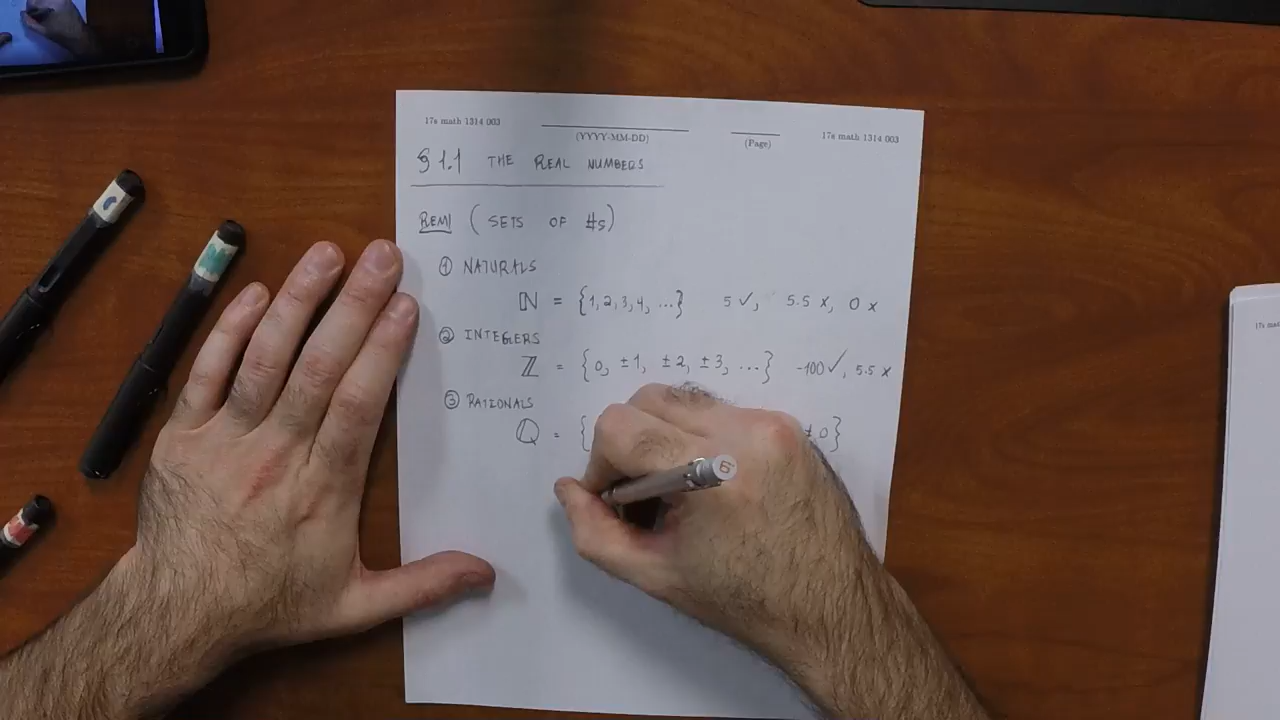 17s math 1314 003
(YYYY-MM-DD)
(Page)
17s math 1314 003
§ 1.1 THE REAL NUMBERS
REM| (SETS OF #s)
① NATURALS
ℕ = {1, 2, 3, 4, ...} 5 ✓, 5.5 x, 0 x
② INTEGERS
ℤ = {0, ±1, ±2, ±3, ...} -100 ✓, 5.5 x
③ RATIONALS
ℚ = { ≠ 0}